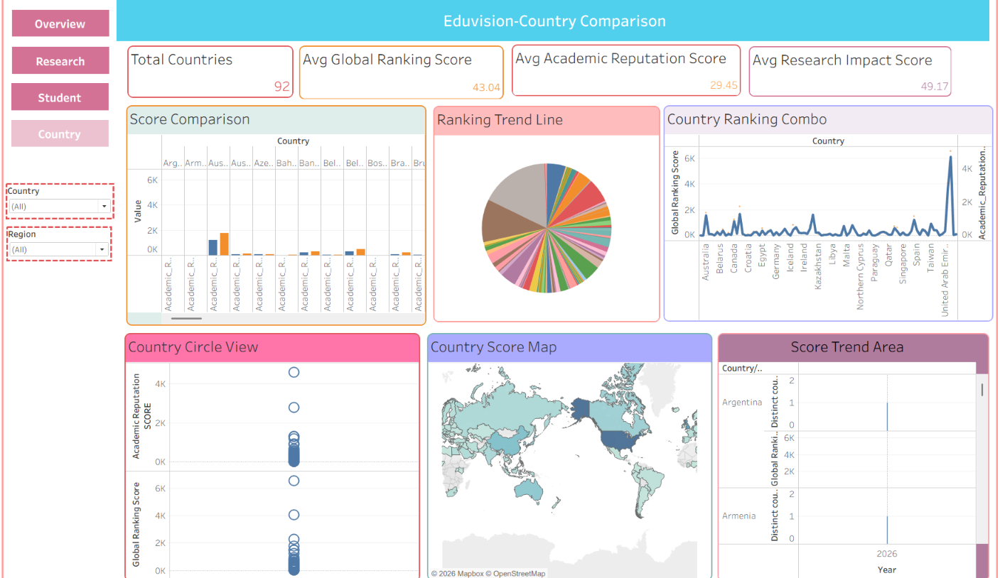 Overview
Research
Student
Country
Country
(All)
Region
(All)
Eduvision-Country Comparison
Total Countries
92
Avg Global Ranking Score
43.04
Avg Academic Reputation Score
29.45
Avg Research Impact Score
49.17
Score Comparison
Country
Arg.. Arm.. Aus.. Aus.. Aze.. Bah.. Ban.. Bel.. Bel.. Bos.. Bra.. Bru
Value
6K
4K
2K
0K
Academic_R..
Academic_R..
Academic_R..
Academic_R..
Academic_R..
Academic_R..
Academic_R..
Academic_R..
Academic_R..
Academic_R..
Academic_R..
Academic_R..
Ranking Trend Line
Country Ranking Combo
Country
Global Ranking Score
6K
4K
2K
0K
Academic_Reputation..
4K
2K
0K
Australia
Belarus
Canada
Croatia
Egypt
Germany
Iceland
Ireland
Kazakhstan
Libya
Malta
Northern Cyprus
Paraguay
Qatar
Singapore
Spain
Taiwan
United Arab Emir..
Country Circle View
Academic Reputation
SCORE
4K
2K
0K
Global Ranking Score
6K
4K
2K
0K
Country Score Map
© 2026 Mapbox © OpenStreetMap
Score Trend Area
Country/..
Argentina
Distinct cou..
2
1
0
Global Ranki..
6K
4K
2K
Armenia
Distinct cou..
2
1
0
2026
Year